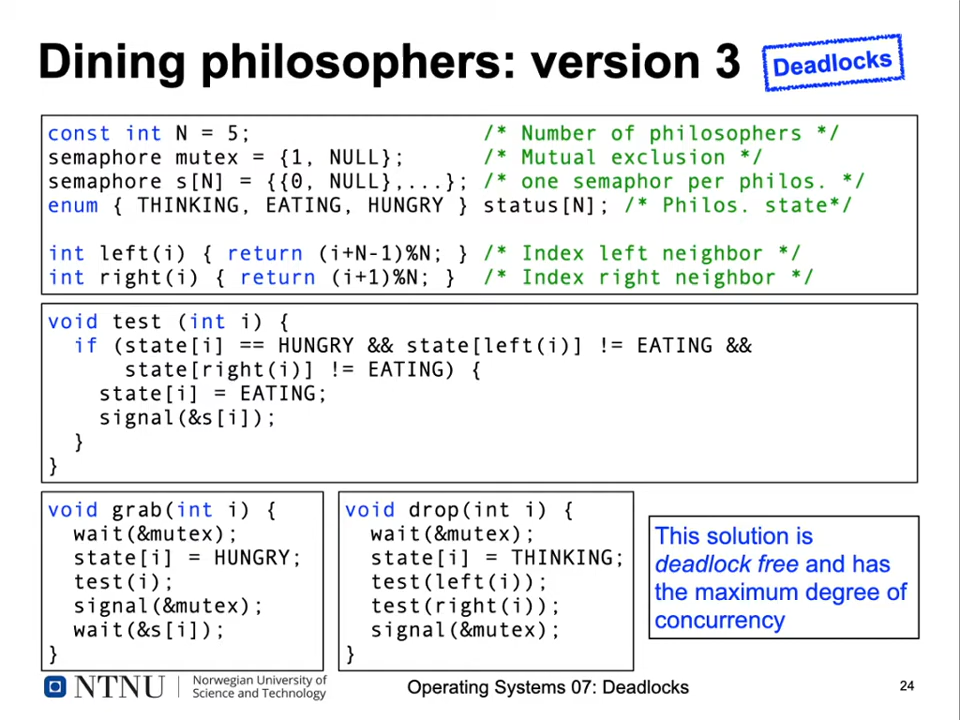 Dining philosophers: version 3
Deadlocks
const int N = 5; /* Number of philosophers */
semaphore mutex = {1, NULL}; /* Mutual exclusion */
semaphore s[N] = {{0, NULL},...}; /* one semaphor per philos. */
enum { THINKING, EATING, HUNGRY } status[N]; /* Philos. state*/
int left(i) { return (i+N-1)%N; } /* Index left neighbor */
int right(i) { return (i+1)%N; } /* Index right neighbor */
void test (int i) {
if (state[i] == HUNGRY && state[left(i)] != EATING &&
state[right(i)] != EATING) {
state[i] = EATING;
signal(&s[i]);
}
}
void grab(int i) {
wait(&mutex);
state[i] = HUNGRY;
test(i);
signal(&mutex);
wait(&s[i]);
}
void drop(int i) {
wait(&mutex);
state[i] = THINKING;
test(left(i));
test(right(i));
signal(&mutex);
}
This solution is
deadlock free and has
the maximum degree of
concurrency
NTNU
Norwegian University of
Science and Technology
Operating Systems 07: Deadlocks
24